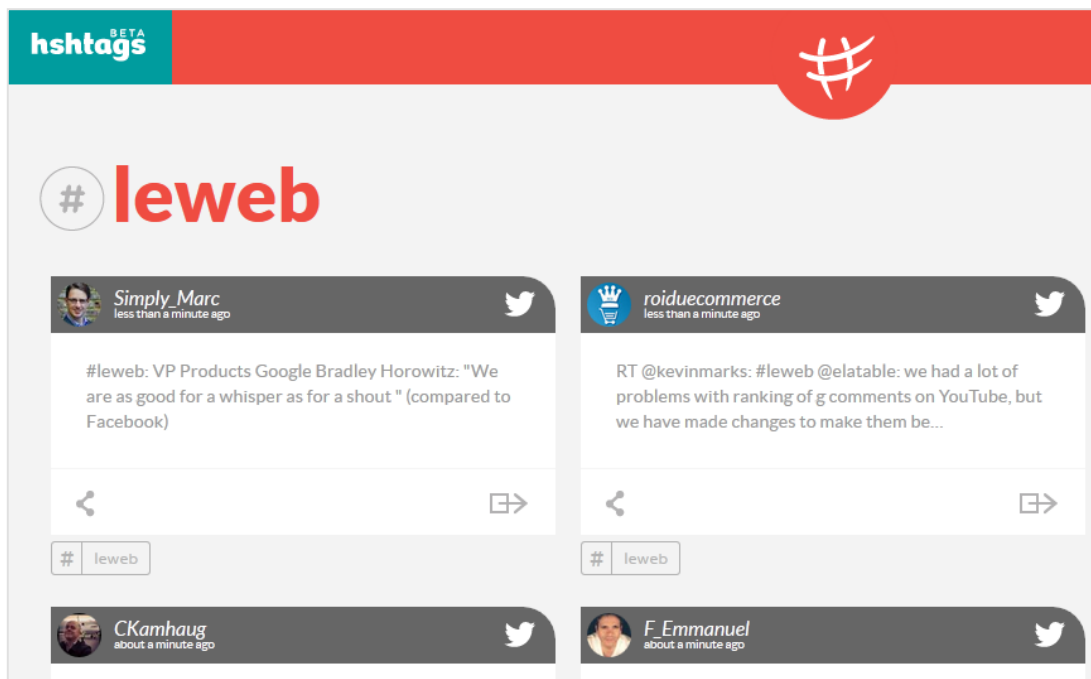 hshtags
BETA
# leweb
Simply_Marc
less than a minute ago
#leweb: VP Products Google Bradley Horowitz: "We
are as good for a whisper as for a shout " (compared to
Facebook)
# leweb
roiduecommerce
less than a minute ago
RT @kevinmarks: #leweb @elatable: we had a lot of
problems with ranking of g comments on YouTube, but
we have made changes to make them be...
# leweb
CKamhaug
about a minute ago
F_Emmanuel
about a minute ago